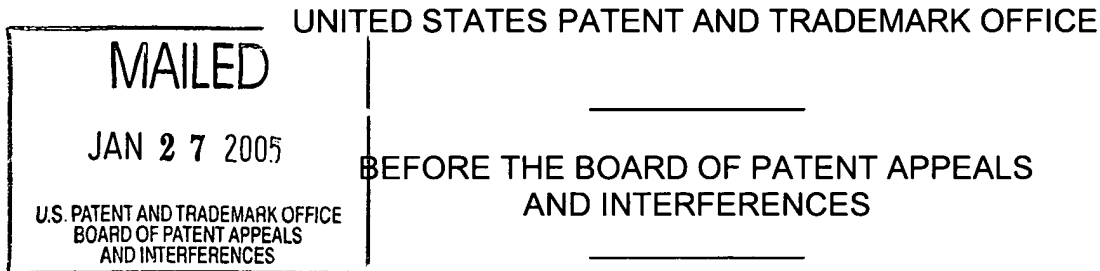 UNITED STATES PATENT AND TRADEMARK OFFICE
MAILED
JAN 27 2005
U.S. PATENT AND TRADEMARK OFFICE
BOARD OF PATENT APPEALS
AND INTERFERENCES
BEFORE THE BOARD OF PATENT APPEALS
AND INTERFERENCES